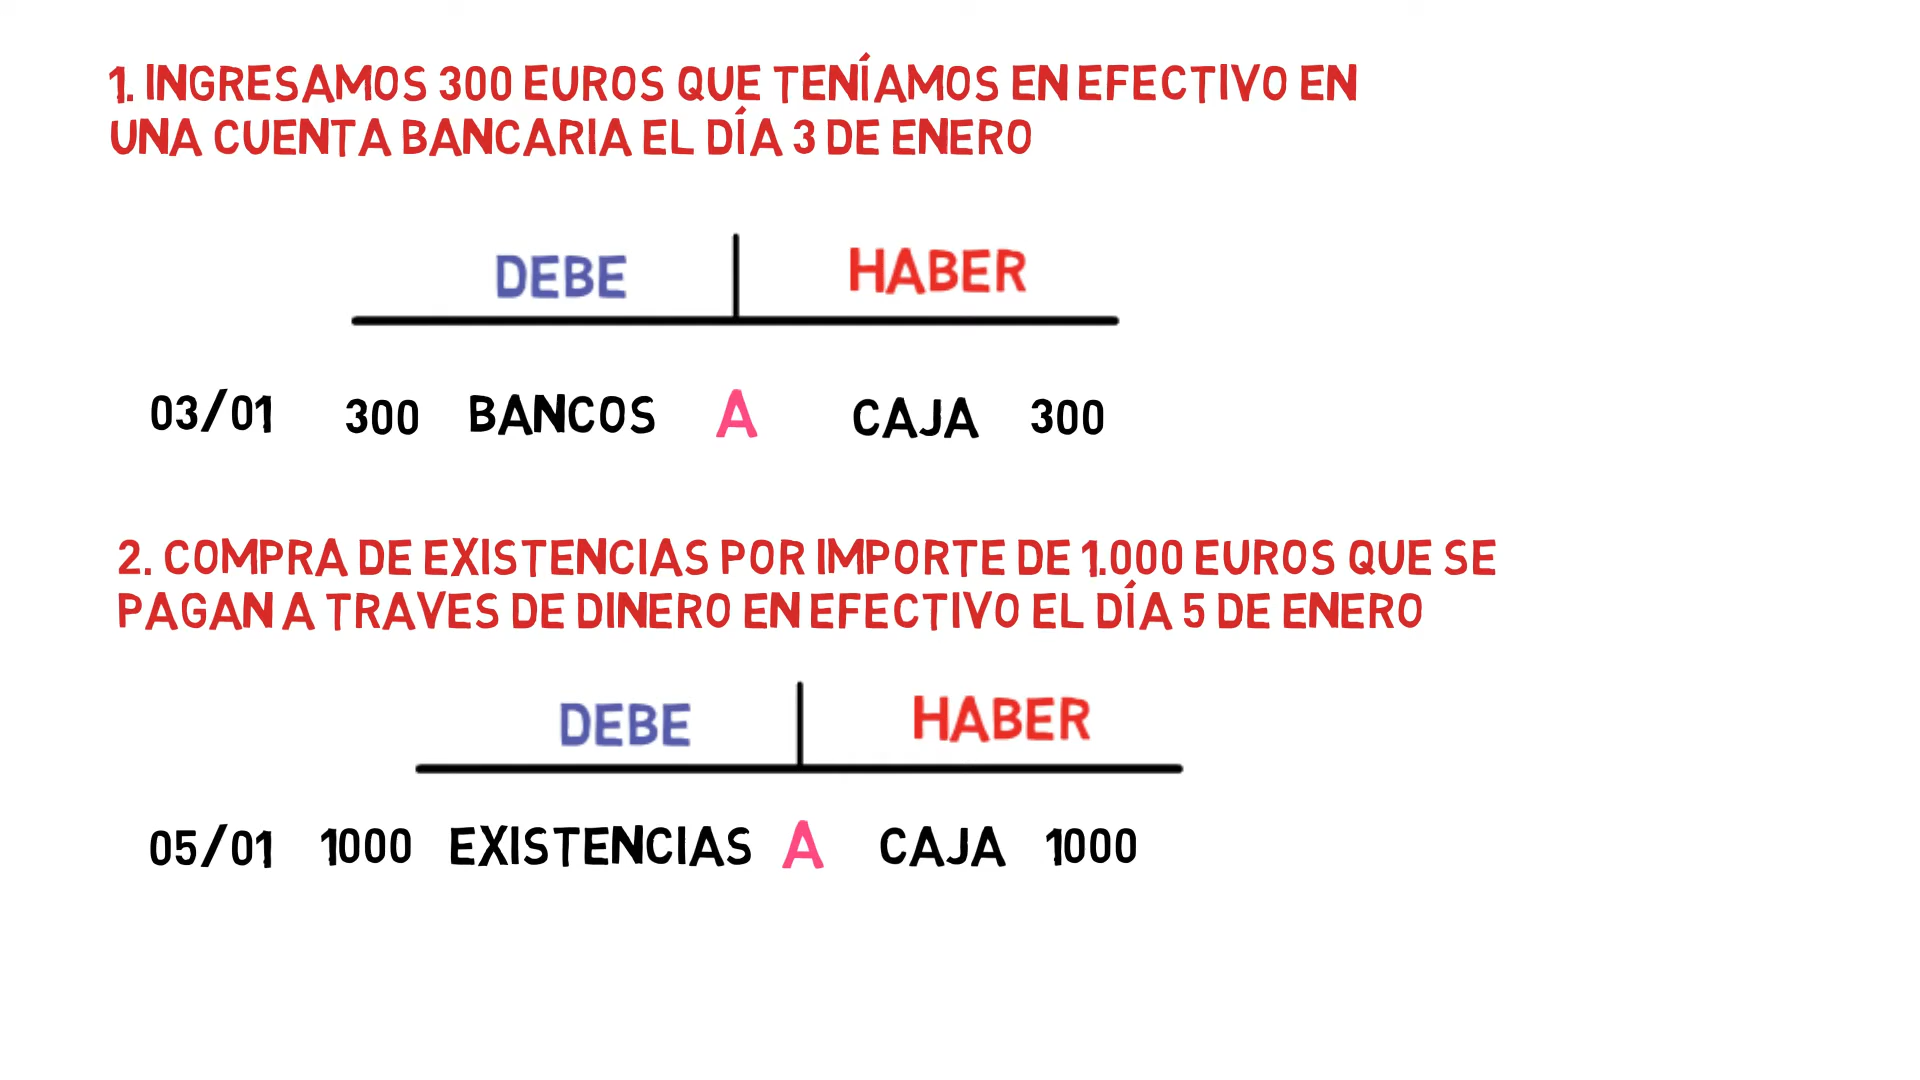 1. INGRESAMOS 300 EUROS QUE TENÍAMOS EN EFECTIVO EN
UNA CUENTA BANCARIA EL DÍA 3 DE ENERO
DEBE HABER
03/01 300 BANCOS A CAJA 300
2. COMPRA DE EXISTENCIAS POR IMPORTE DE 1.000 EUROS QUE SE
PAGAN A TRAVES DE DINERO EN EFECTIVO EL DÍA 5 DE ENERO
DEBE HABER
05/01 1000 EXISTENCIAS A CAJA 1000